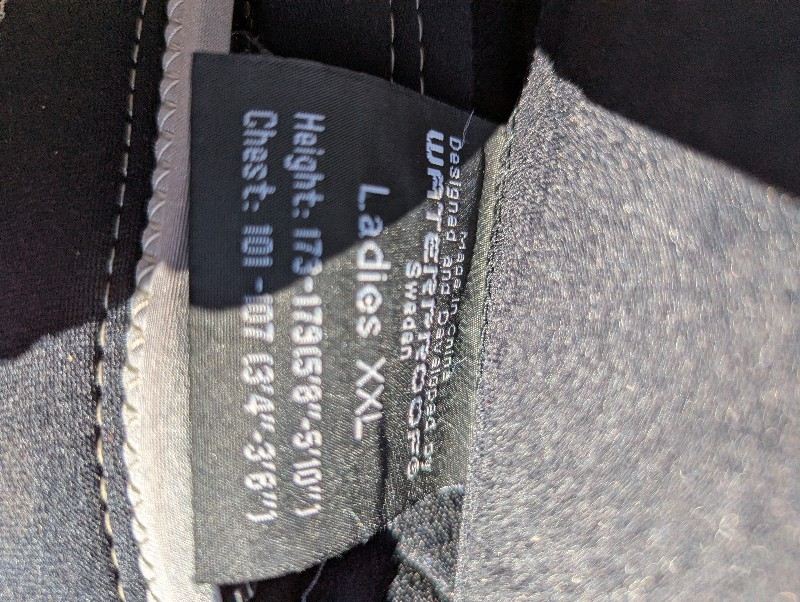 Made in China
Designed and Developed by
WATERPROOF®
Sweden
Ladies XXL
Height: 173-179(5'8"-5'10")
Chest: 101-107 (3'4"-3'6")